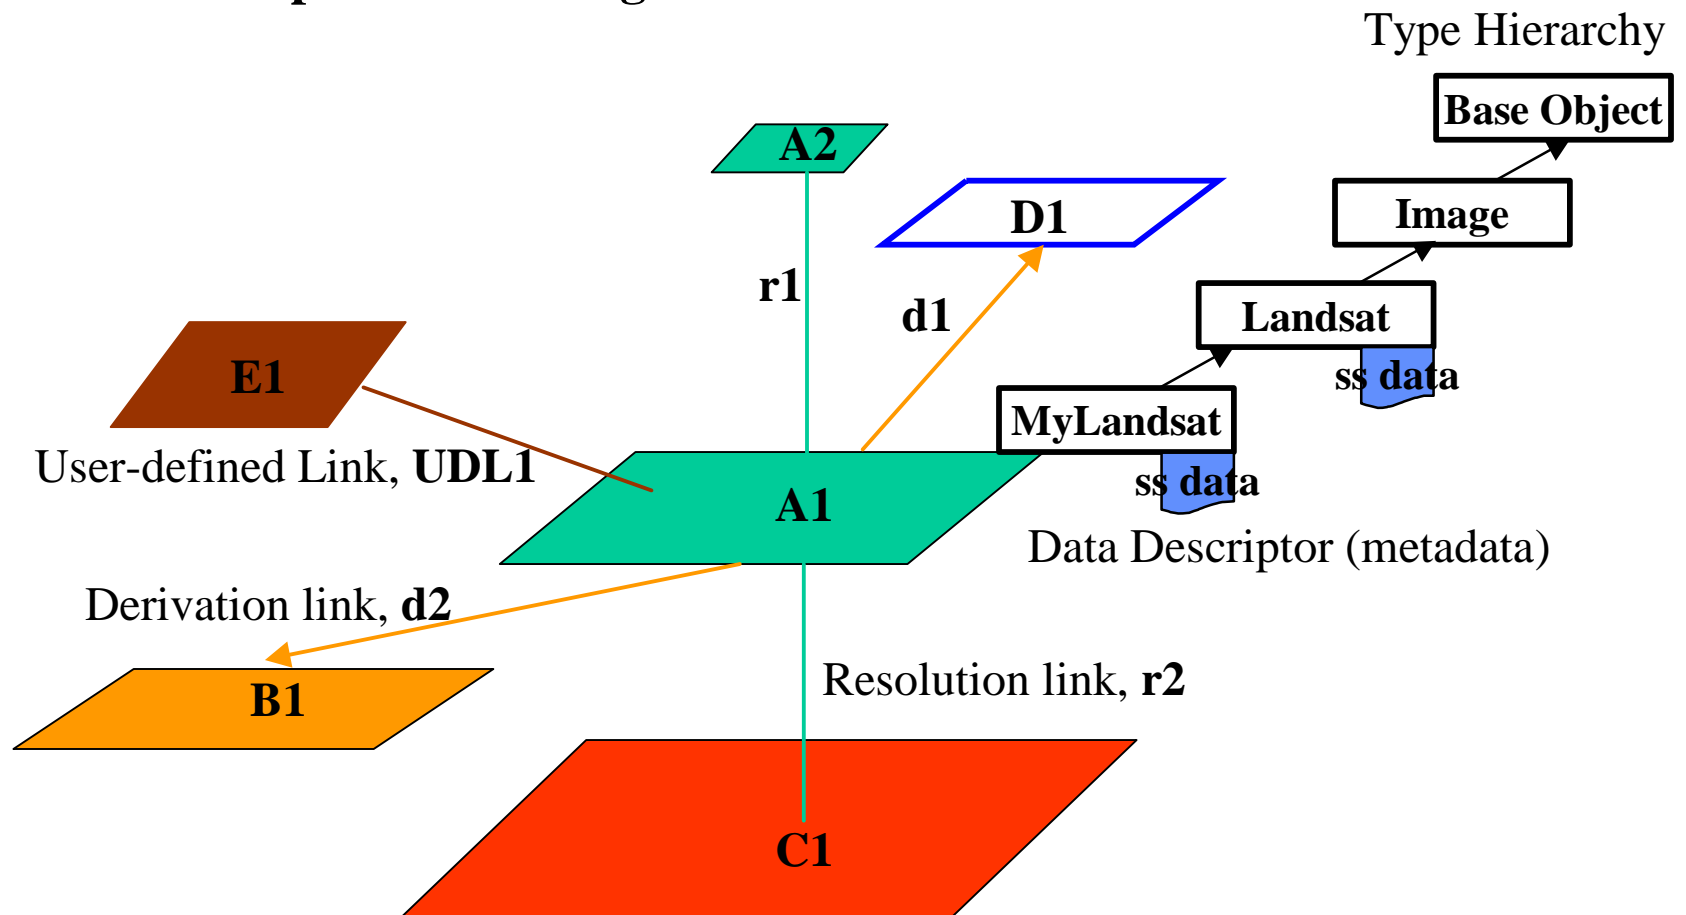 Type Hierarchy
Base Object
A2
Image
D1
r1
d1
Landsat
ss data
E1
MyLandsat
User-defined Link, UDL1
ss data
A1
Data Descriptor (metadata)
Derivation link, d2
Resolution link, r2
B1
C1